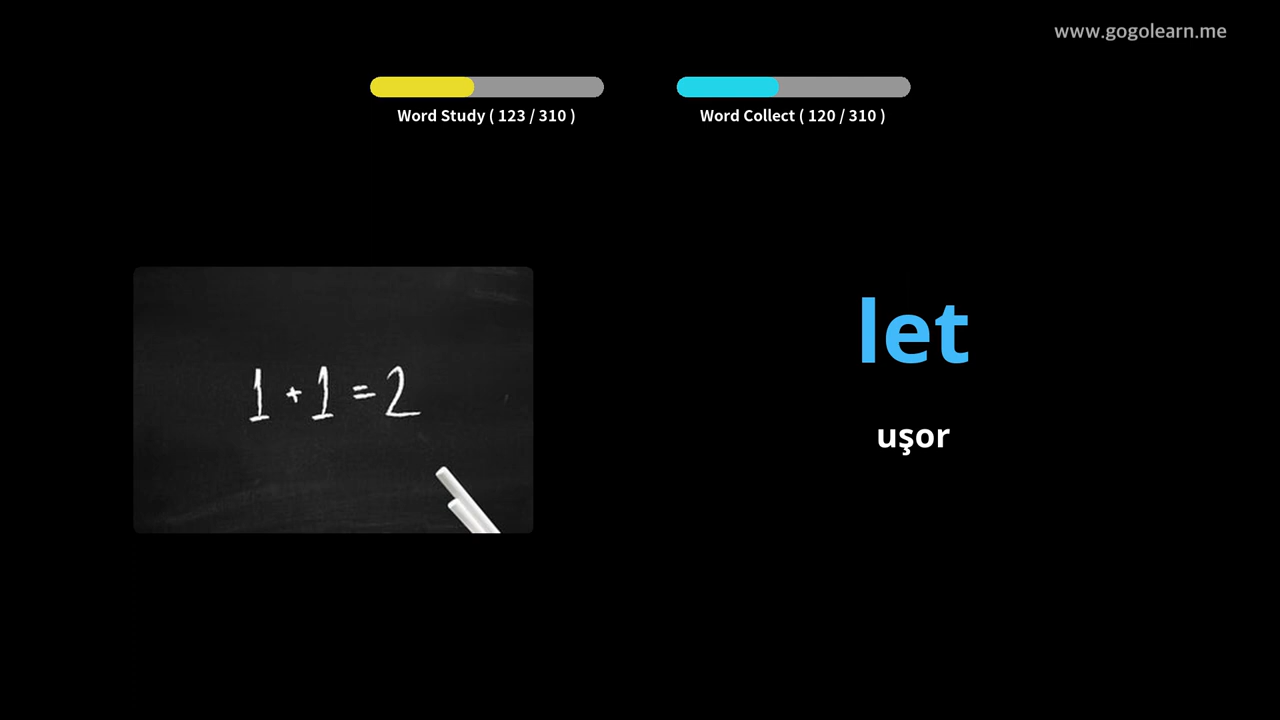 www.gogolearn.me
Word Study ( 123 / 310 )
Word Collect ( 120 / 310 )
1 + 1 = 2
let
uşor